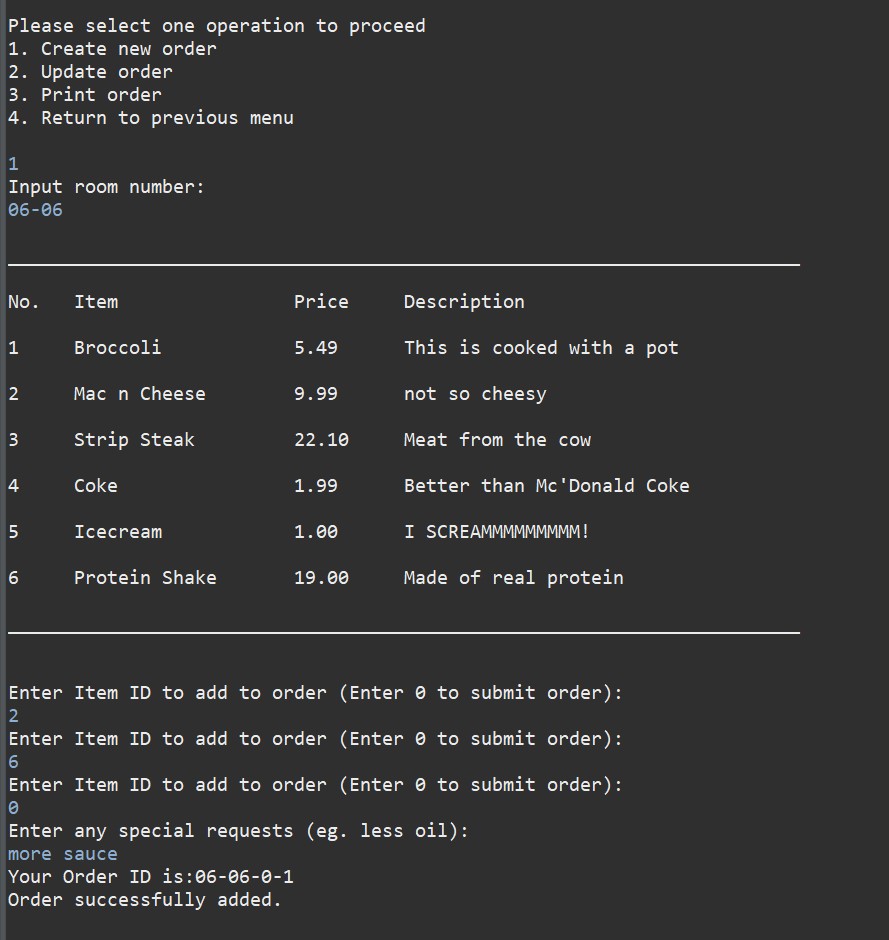 Please select one operation to proceed
1. Create new order
2. Update order
3. Print order
4. Return to previous menu
1
Input room number:
06-06
No. Item Price Description
1 Broccoli 5.49 This is cooked with a pot
2 Mac n Cheese 9.99 not so cheesy
3 Strip Steak 22.10 Meat from the cow
4 Coke 1.99 Better than Mc'Donald Coke
5 Icecream 1.00 I SCREAMMMMMMMMM!
6 Protein Shake 19.00 Made of real protein
Enter Item ID to add to order (Enter 0 to submit order):
2
Enter Item ID to add to order (Enter 0 to submit order):
6
Enter Item ID to add to order (Enter 0 to submit order):
0
Enter any special requests (eg. less oil):
more sauce
Your Order ID is:06-06-0-1
Order successfully added.